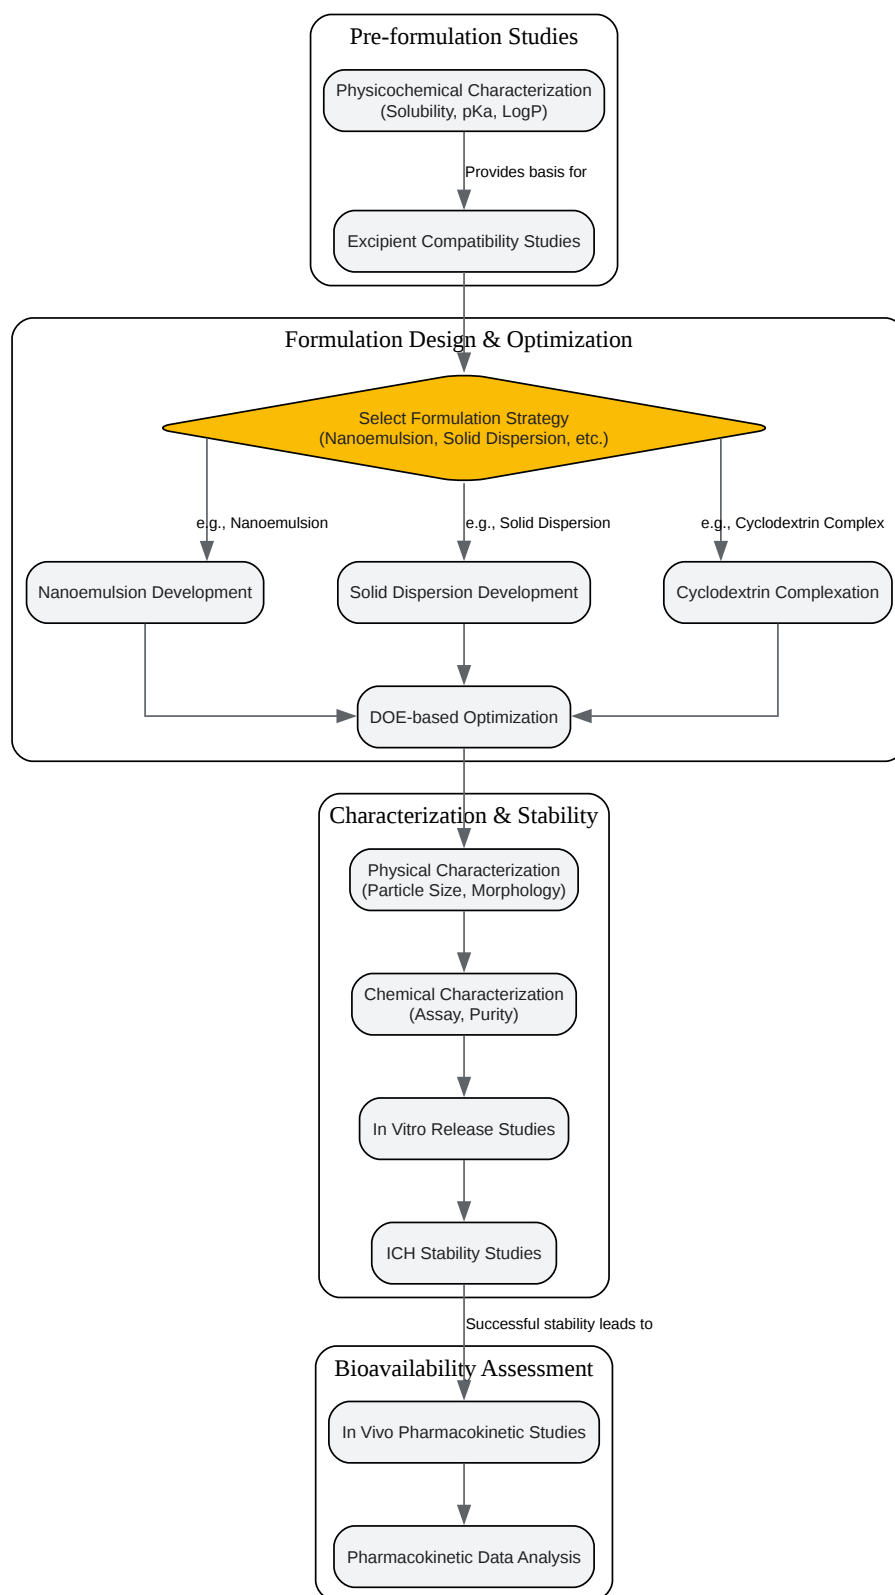 Pre-formulation Studies
Physicochemical Characterization
(Solubility, pKa, LogP)
Provides basis for
Excipient Compatibility Studies
Formulation Design & Optimization
Select Formulation Strategy
(Nanoemulsion, Solid Dispersion, etc.)
e.g., Nanoemulsion
e.g., Solid Dispersion
e.g., Cyclodextrin Complex
Nanoemulsion Development
Solid Dispersion Development
Cyclodextrin Complexation
DOE-based Optimization
Characterization & Stability
Physical Characterization
(Particle Size, Morphology)
Chemical Characterization
(Assay, Purity)
In Vitro Release Studies
ICH Stability Studies
Successful stability leads to
Bioavailability Assessment
In Vivo Pharmacokinetic Studies
Pharmacokinetic Data Analysis